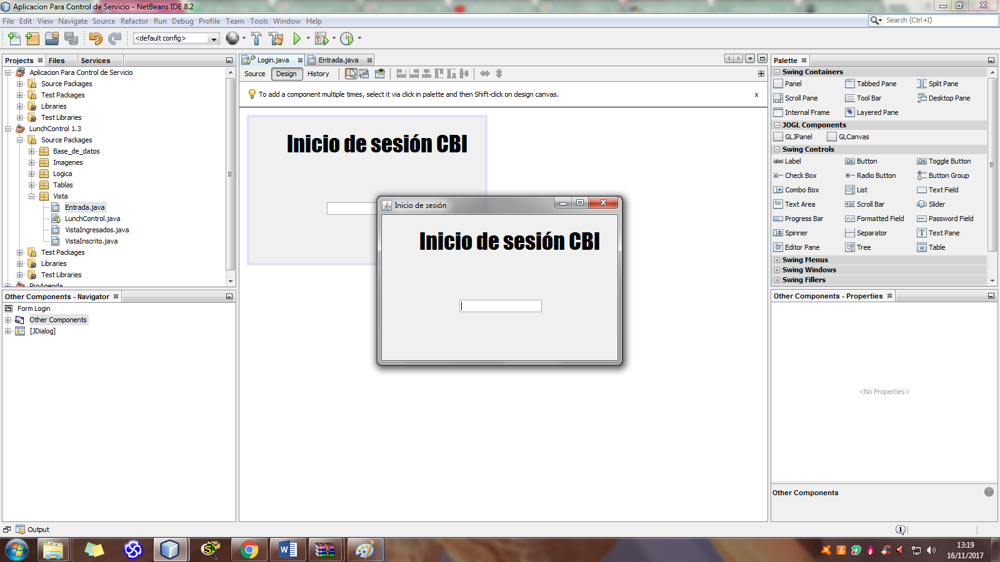 Aplicacion Para Control de Servicio - NetBeans IDE 8.2
File Edit View Navigate Source Refactor Run Debug Profile Team Tools Window Help
Search (Ctrl+I)
<default config>
Projects Files Services
Aplicacion Para Control de Servicio
Source Packages
Test Packages
Libraries
Test Libraries
LunchControl 1.3
Source Packages
Base_de_datos
Imagenes
Logica
Tablas
Vista
Entrada.java
LunchControl.java
VistaIngresados.java
VistaInscrito.java
Test Packages
Libraries
Test Libraries
ProAgenda
Other Components - Navigator
Form Login
Other Components
[JDialog]
Login.java Entrada.java
Source Design History
To add a component multiple times, select it via click in palette and then Shift-click on design canvas.
x
Inicio de sesión CBI
Inicio de sesión
Inicio de sesión CBI
Palette
Swing Containers
Panel Tabbed Pane Split Pane
Scroll Pane Tool Bar Desktop Pane
Internal Frame Layered Pane
JOGL Components
GLJPanel GLCanvas
Swing Controls
label Label OK Button ON Toggle Button
Check Box Radio Button Button Group
Combo Box List Text Field
Text Area Scroll Bar Slider
Progress Bar Formatted Field Password Field
Spinner Separator T Text Pane
Editor Pane Tree Table
Swing Menus
Swing Windows
Swing Fillers
Other Components - Properties
<No Properties>
Other Components
Output
1
13:19
16/11/2017